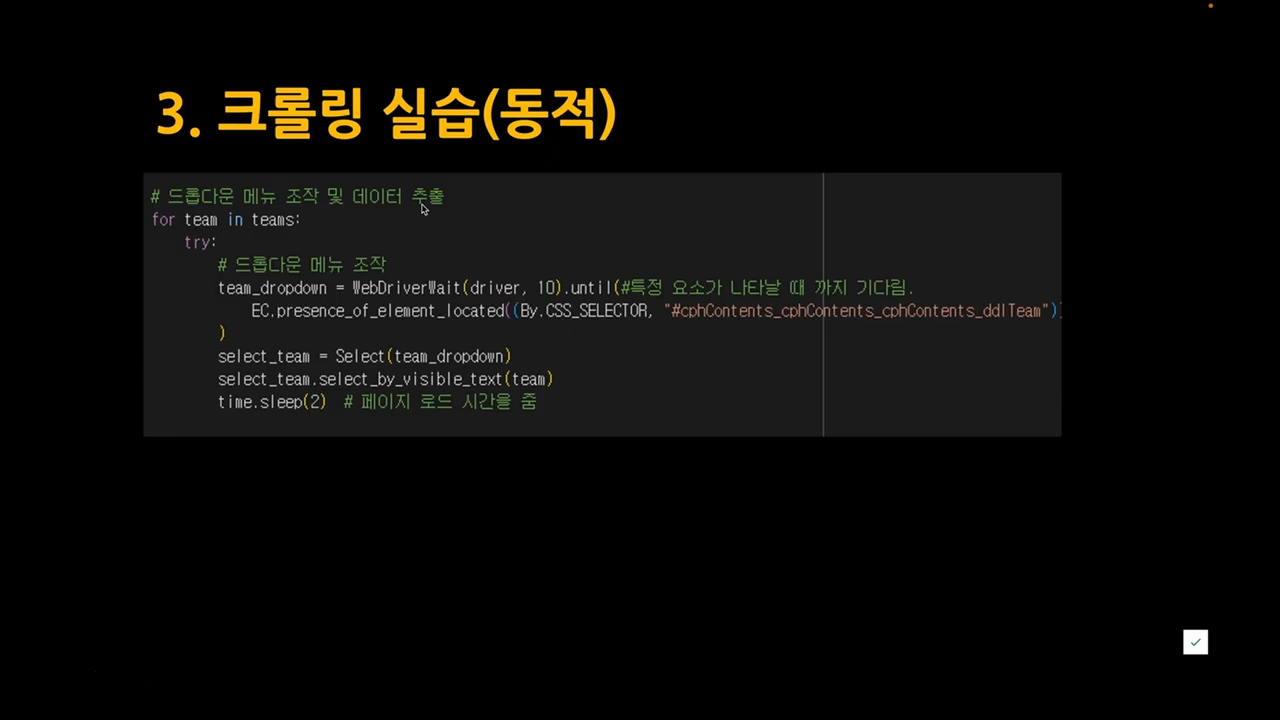 3. 크롤링 실습(동적)
# 드롭다운 메뉴 조작 및 데이터 추출
for team in teams:
    try:
        # 드롭다운 메뉴 조작
        team_dropdown = WebDriverWait(driver, 10).until(#특정 요소가 나타날 때 까지 기다림.
            EC.presence_of_element_located((By.CSS_SELECTOR, "#cphContents_cphContents_cphContents_ddlTeam"))
        )
        select_team = Select(team_dropdown)
        select_team.select_by_visible_text(team)
        time.sleep(2)  # 페이지 로드 시간을 줌